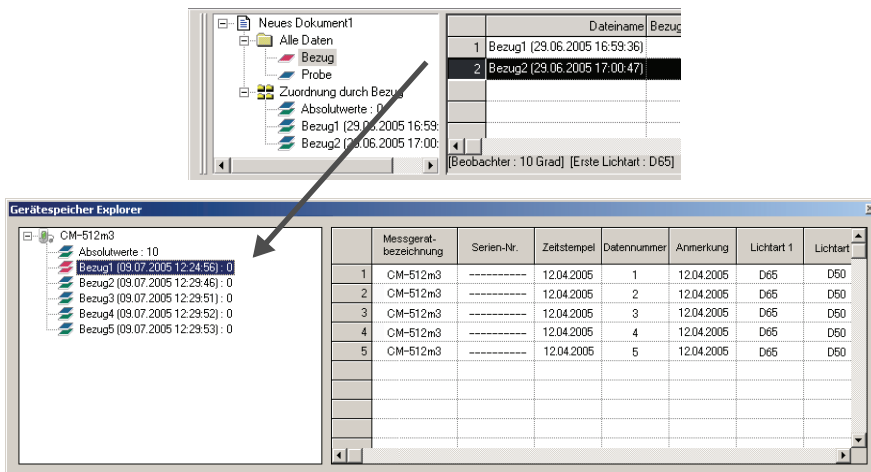 Neues Dokument1
Alle Daten
Bezug
Probe
Zuordnung durch Bezug
Absolutwerte : 0
Bezug1 (29.06.2005 16:59:
Bezug2 (29.06.2005 17:00:
Dateiname Bezug
1 Bezug1 (29.06.2005 16:59:36)
2 Bezug2 (29.06.2005 17:00:47)
[Beobachter : 10 Grad] [Erste Lichtart : D65]
Gerätespeicher Explorer
CM-512m3
Absolutwerte : 10
Bezug1 (09.07.2005 12:24:56) : 0
Bezug2 (09.07.2005 12:29:46) : 0
Bezug3 (09.07.2005 12:29:51) : 0
Bezug4 (09.07.2005 12:29:52) : 0
Bezug5 (09.07.2005 12:29:53) : 0
Messgerat-
bezeichnung Serien-Nr. Zeitstempel Datennummer Anmerkung Lichtart 1 Lichtart
1 CM-512m3 ---------- 12.04.2005 1 12.04.2005 D65 D50
2 CM-512m3 ---------- 12.04.2005 2 12.04.2005 D65 D50
3 CM-512m3 ---------- 12.04.2005 3 12.04.2005 D65 D50
4 CM-512m3 ---------- 12.04.2005 4 12.04.2005 D65 D50
5 CM-512m3 ---------- 12.04.2005 5 12.04.2005 D65 D50